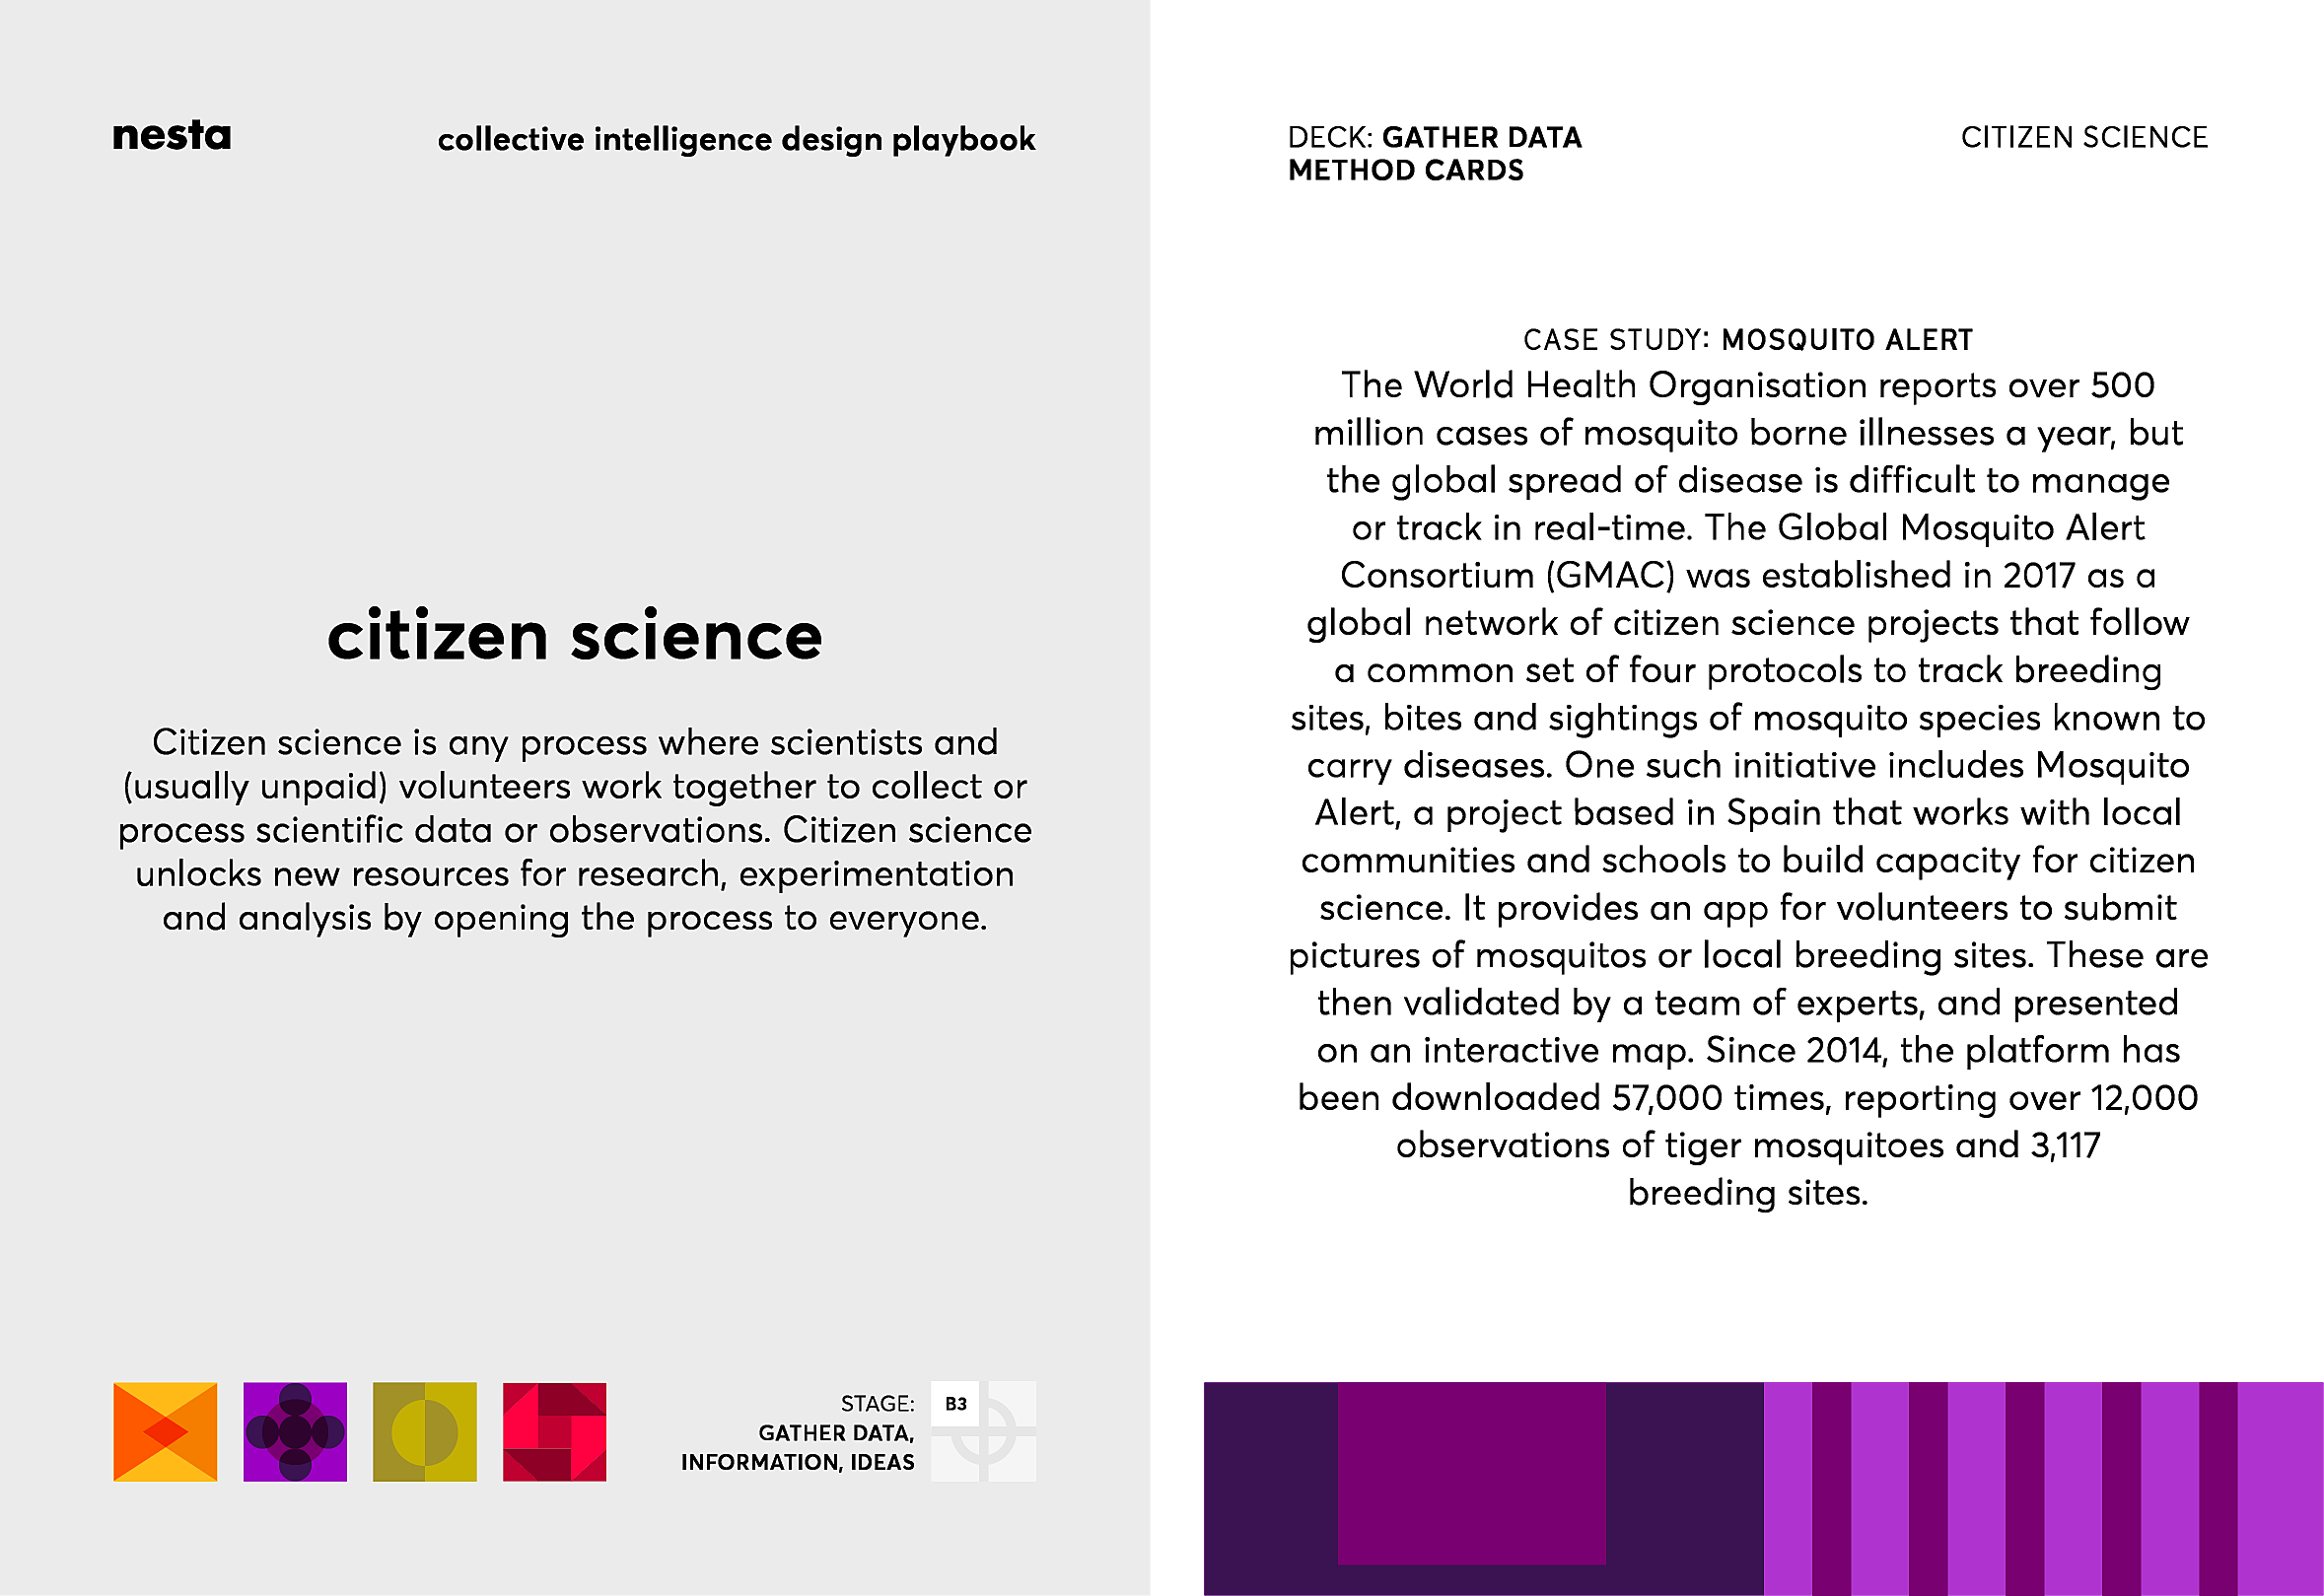 nesta
collective intelligence design playbook
citizen science
Citizen science is any process where scientists and
(usually unpaid) volunteers work together to collect or
process scientific data or observations. Citizen science
unlocks new resources for research, experimentation
and analysis by opening the process to everyone.
STAGE:
GATHER DATA,
INFORMATION, IDEAS
B3
DECK: GATHER DATA
METHOD CARDS
CITIZEN SCIENCE
CASE STUDY: MOSQUITO ALERT
The World Health Organisation reports over 500
million cases of mosquito borne illnesses a year, but
the global spread of disease is difficult to manage
or track in real-time. The Global Mosquito Alert
Consortium (GMAC) was established in 2017 as a
global network of citizen science projects that follow
a common set of four protocols to track breeding
sites, bites and sightings of mosquito species known to
carry diseases. One such initiative includes Mosquito
Alert, a project based in Spain that works with local
communities and schools to build capacity for citizen
science. It provides an app for volunteers to submit
pictures of mosquitos or local breeding sites. These are
then validated by a team of experts, and presented
on an interactive map. Since 2014, the platform has
been downloaded 57,000 times, reporting over 12,000
observations of tiger mosquitoes and 3,117
breeding sites.